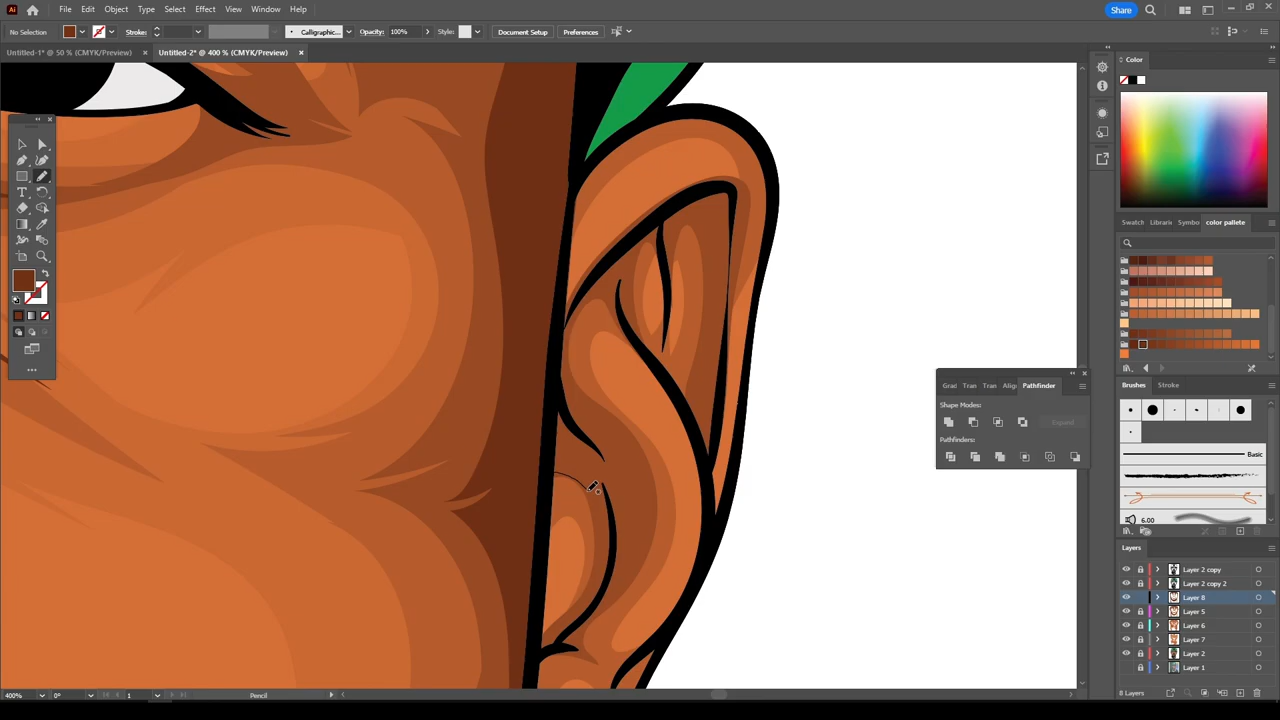 Ai File Edit Object Type Select Effect View Window Help Share
No Selection Stroke: Calligraphic... Opacity: 100% Style: Document Setup Preferences
Untitled-1* @ 50 % (CMYK/Preview) × Untitled-2* @ 400 % (CMYK/Preview) ×
Color
Swatch Librari Symbo color pallete
Grad Tran Tran Align Pathfinder
Shape Modes:
Expand
Pathfinders:
Brushes Stroke
Basic
6.00
Layers
Layer 2 copy
Layer 2 copy 2
Layer 8
Layer 5
Layer 6
Layer 7
Layer 2
Layer 1
8 Layers
400% 0° 1 Pencil